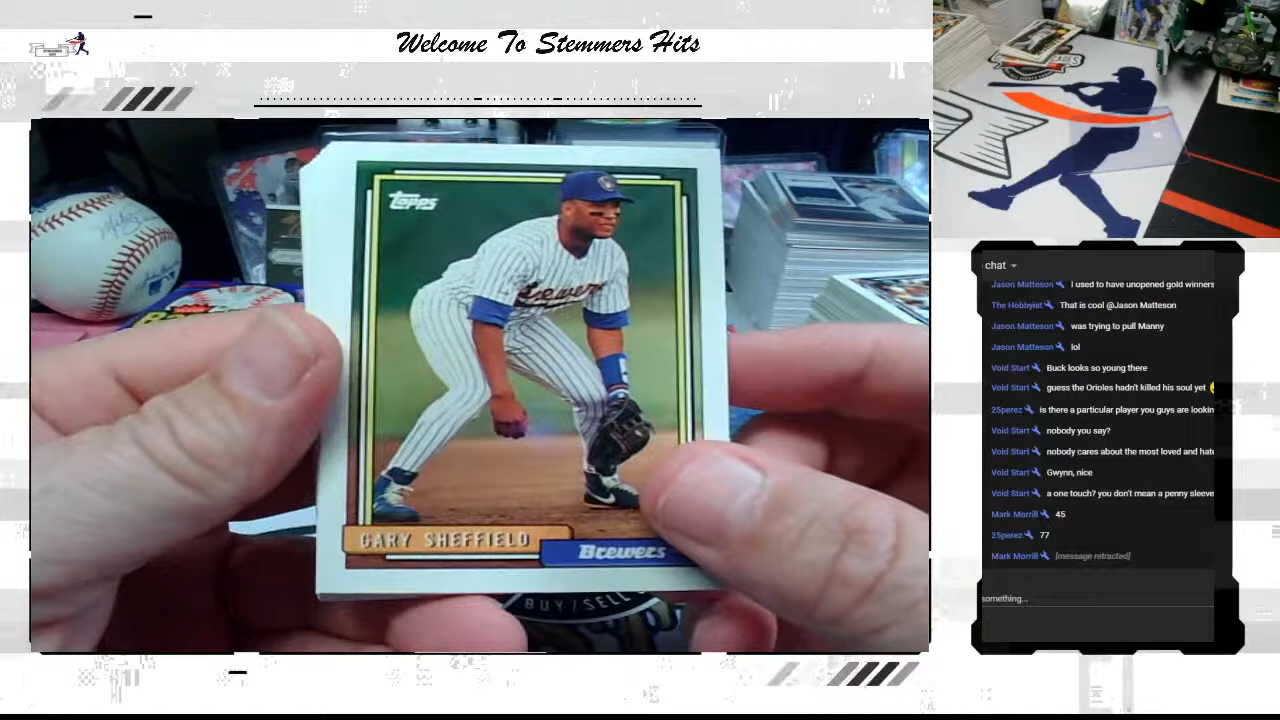 Welcome To Stemmers Hits
Topps
Brewers
GARY SHEFFIELD
Brewers
BUY/SELL
chat
Jason Matteson I used to have unopened gold winners
The Hobbyist That is cool @Jason Matteson
Jason Matteson was trying to pull Manny
Jason Matteson lol
Void Start Buck looks so young there
Void Start guess the Orioles hadn't killed his soul yet
25perez is there a particular player you guys are lookin
Void Start nobody you say?
Void Start nobody cares about the most loved and hate
Void Start Gwynn, nice
Void Start a one touch? you don't mean a penny sleeve
Mark Morrill 45
25perez 77
Mark Morrill [message retracted]
something...